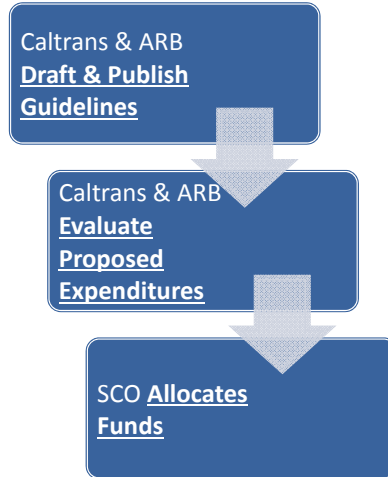 Caltrans & ARB
Draft & Publish
Guidelines
Caltrans & ARB
Evaluate
Proposed
Expenditures
SCO Allocates
Funds